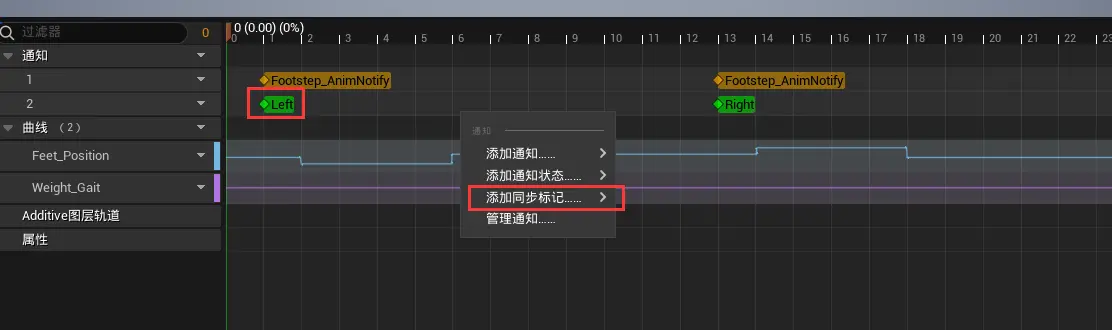 过滤器 0 0 (0.00) (0%)
0 1 2 3 4 5 6 7 8 9 10 11 12 13 14 15 16 17 18 19 20 21 22 23
通知
1 Footstep_AnimNotify Footstep_AnimNotify
2 Left Right
曲线 （2）
Feet_Position
Weight_Gait
Additive图层轨道
属性
通知
添加通知......
添加通知状态......
添加同步标记......
管理通知......